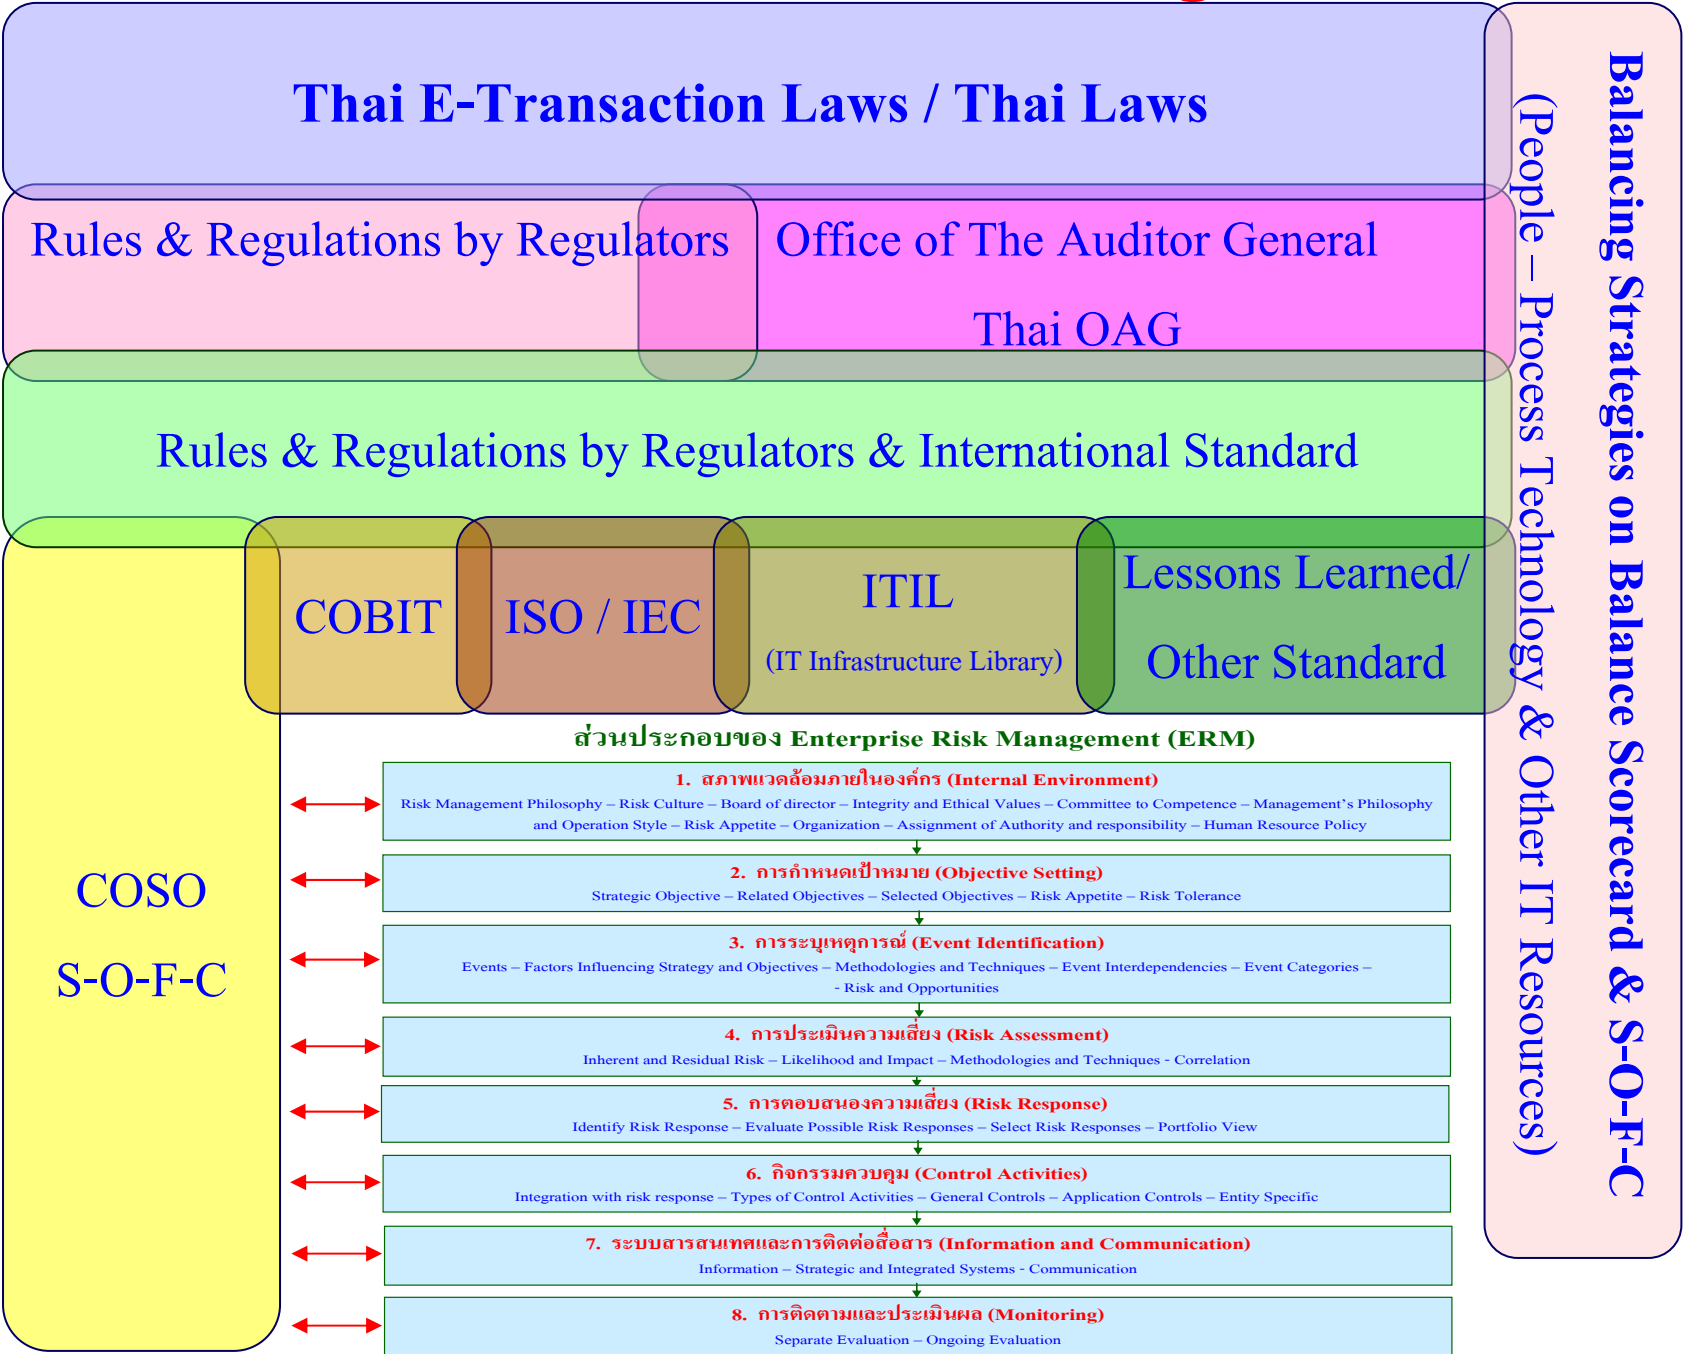 Thai E-Transaction Laws / Thai Laws
Rules & Regulations by Regulators
Office of The Auditor General
Thai OAG
Rules & Regulations by Regulators & International Standard
COBIT
ISO / IEC
ITIL
(IT Infrastructure Library)
Lessons Learned/
Other Standard
COSO
S-O-F-C
ส่วนประกอบของ Enterprise Risk Management (ERM)
1. สภาพแวดล้อมภายในองค์กร (Internal Environment)
Risk Management Philosophy – Risk Culture – Board of director – Integrity and Ethical Values – Committee to Competence – Management's Philosophy
and Operation Style – Risk Appetite – Organization – Assignment of Authority and responsibility – Human Resource Policy
2. การกำหนดเป้าหมาย (Objective Setting)
Strategic Objective – Related Objectives – Selected Objectives – Risk Appetite – Risk Tolerance
3. การระบุเหตุการณ์ (Event Identification)
Events – Factors Influencing Strategy and Objectives – Methodologies and Techniques – Event Interdependencies – Event Categories –
- Risk and Opportunities
4. การประเมินความเสี่ยง (Risk Assessment)
Inherent and Residual Risk – Likelihood and Impact – Methodologies and Techniques - Correlation
5. การตอบสนองความเสี่ยง (Risk Response)
Identify Risk Response – Evaluate Possible Risk Responses – Select Risk Responses – Portfolio View
6. กิจกรรมควบคุม (Control Activities)
Integration with risk response – Types of Control Activities – General Controls – Application Controls – Entity Specific
7. ระบบสารสนเทศและการติดต่อสื่อสาร (Information and Communication)
Information – Strategic and Integrated Systems - Communication
8. การติดตามและประเมินผล (Monitoring)
Separate Evaluation – Ongoing Evaluation
Balancing Strategies on Balance Scorecard & S-O-F-C
(People – Process Technology & Other IT Resources)